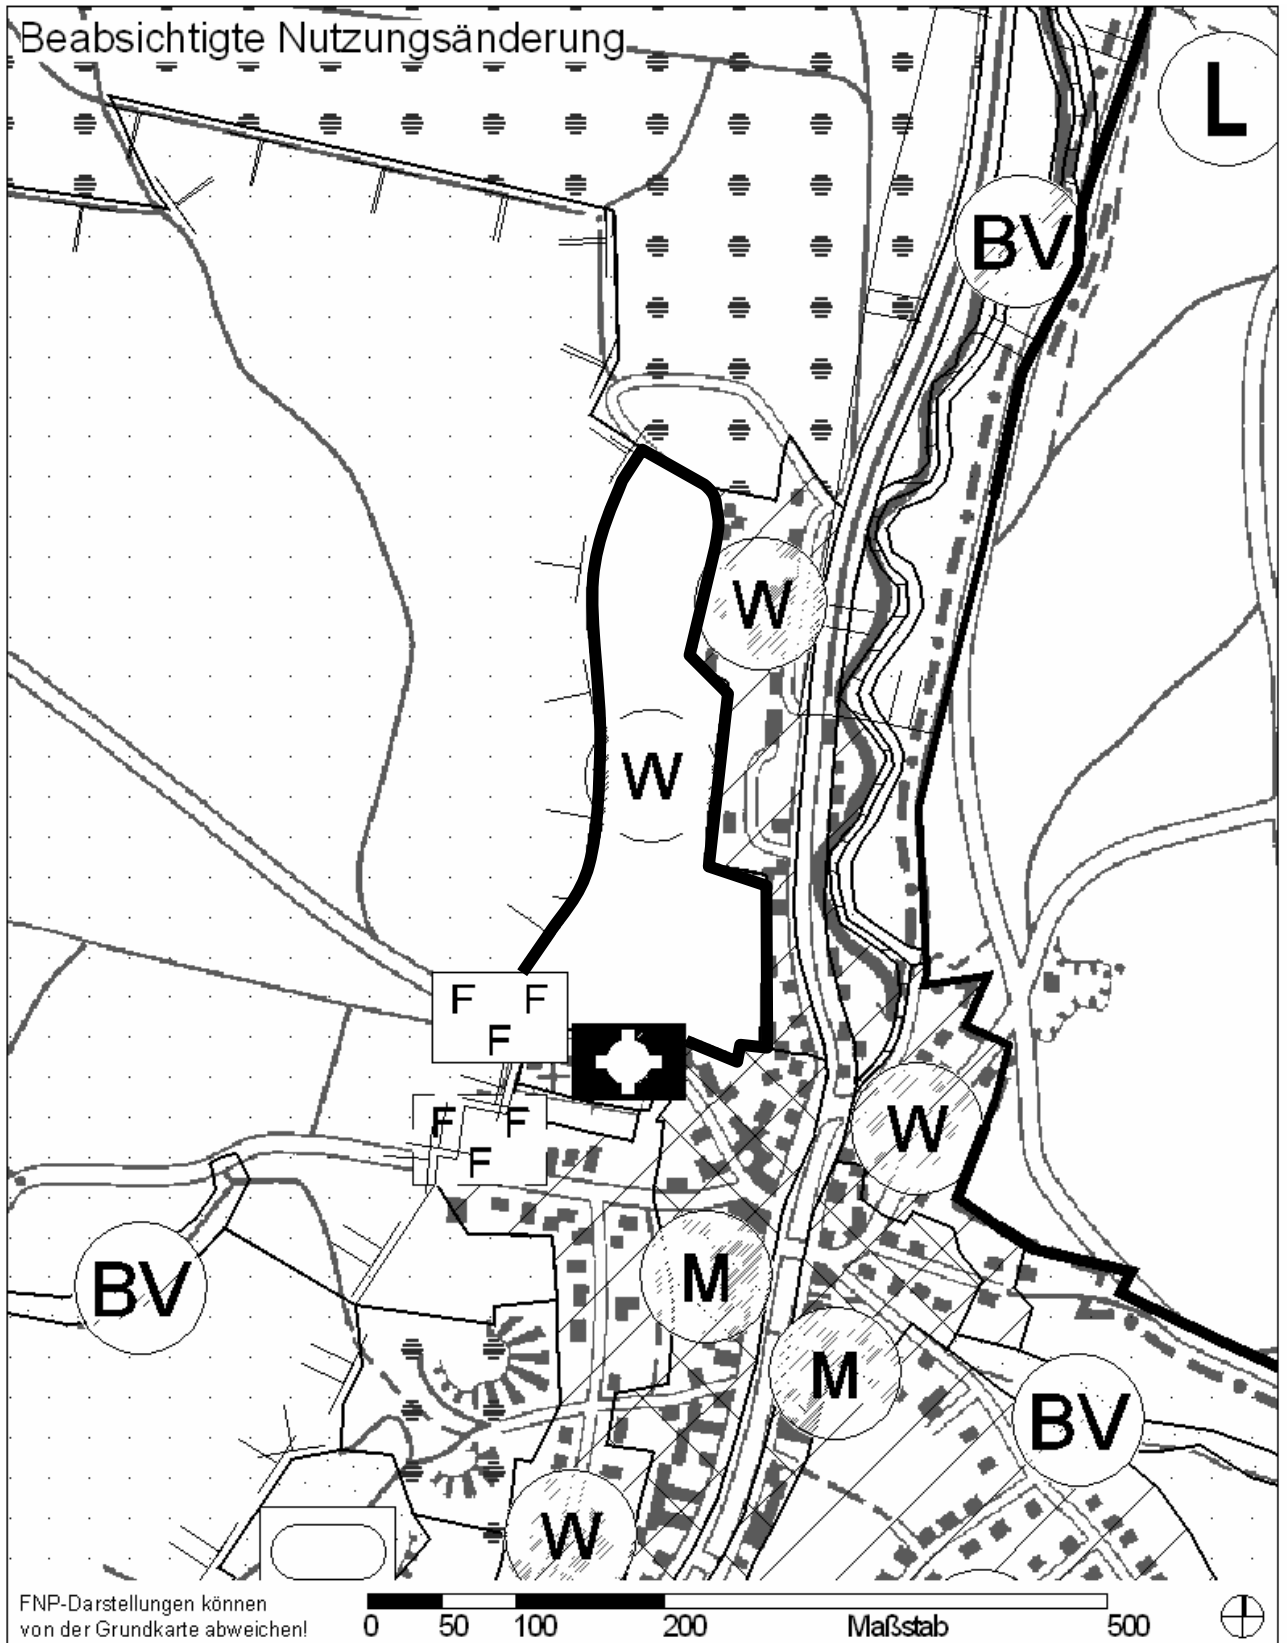 Beabsichtigte Nutzungsänderung
L
BV
W
W
F F
F
F F
F
W
BV
M
M
BV
W
FNP-Darstellungen können
von der Grundkarte abweichen!
0 50 100 200 Maßstab 500